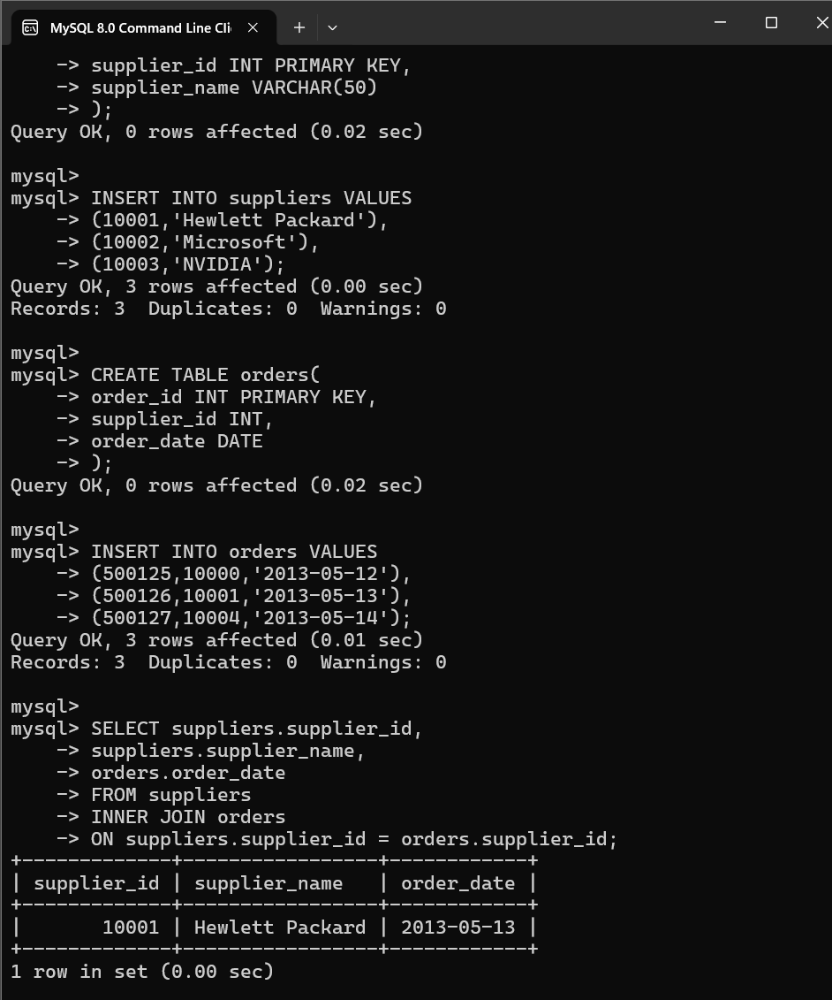 MySQL 8.0 Command Line Cli
    -> supplier_id INT PRIMARY KEY,
    -> supplier_name VARCHAR(50)
    -> );
Query OK, 0 rows affected (0.02 sec)

mysql>
mysql> INSERT INTO suppliers VALUES
    -> (10001,'Hewlett Packard'),
    -> (10002,'Microsoft'),
    -> (10003,'NVIDIA');
Query OK, 3 rows affected (0.00 sec)
Records: 3  Duplicates: 0  Warnings: 0

mysql>
mysql> CREATE TABLE orders(
    -> order_id INT PRIMARY KEY,
    -> supplier_id INT,
    -> order_date DATE
    -> );
Query OK, 0 rows affected (0.02 sec)

mysql>
mysql> INSERT INTO orders VALUES
    -> (500125,10000,'2013-05-12'),
    -> (500126,10001,'2013-05-13'),
    -> (500127,10004,'2013-05-14');
Query OK, 3 rows affected (0.01 sec)
Records: 3  Duplicates: 0  Warnings: 0

mysql>
mysql> SELECT suppliers.supplier_id,
    -> suppliers.supplier_name,
    -> orders.order_date
    -> FROM suppliers
    -> INNER JOIN orders
    -> ON suppliers.supplier_id = orders.supplier_id;
+-------------+-----------------+------------+
| supplier_id | supplier_name   | order_date |
+-------------+-----------------+------------+
|       10001 | Hewlett Packard | 2013-05-13 |
+-------------+-----------------+------------+
1 row in set (0.00 sec)